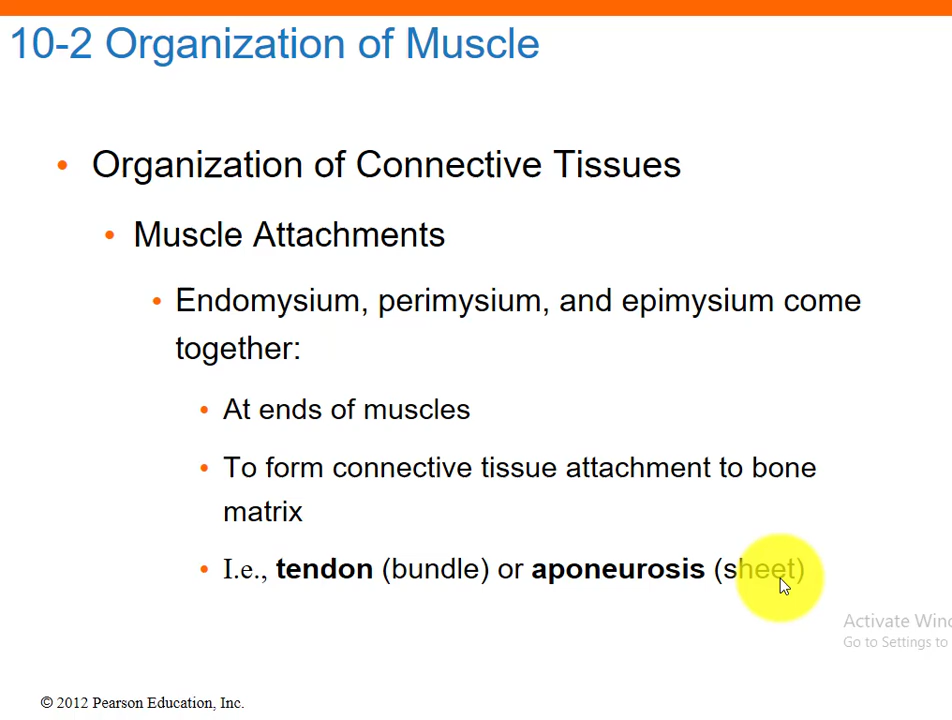 10-2 Organization of Muscle
• Organization of Connective Tissues
• Muscle Attachments
• Endomysium, perimysium, and epimysium come
together:
• At ends of muscles
• To form connective tissue attachment to bone
matrix
• I.e., tendon (bundle) or aponeurosis (sheet)
Activate Winc
Go to Settings to
© 2012 Pearson Education, Inc.